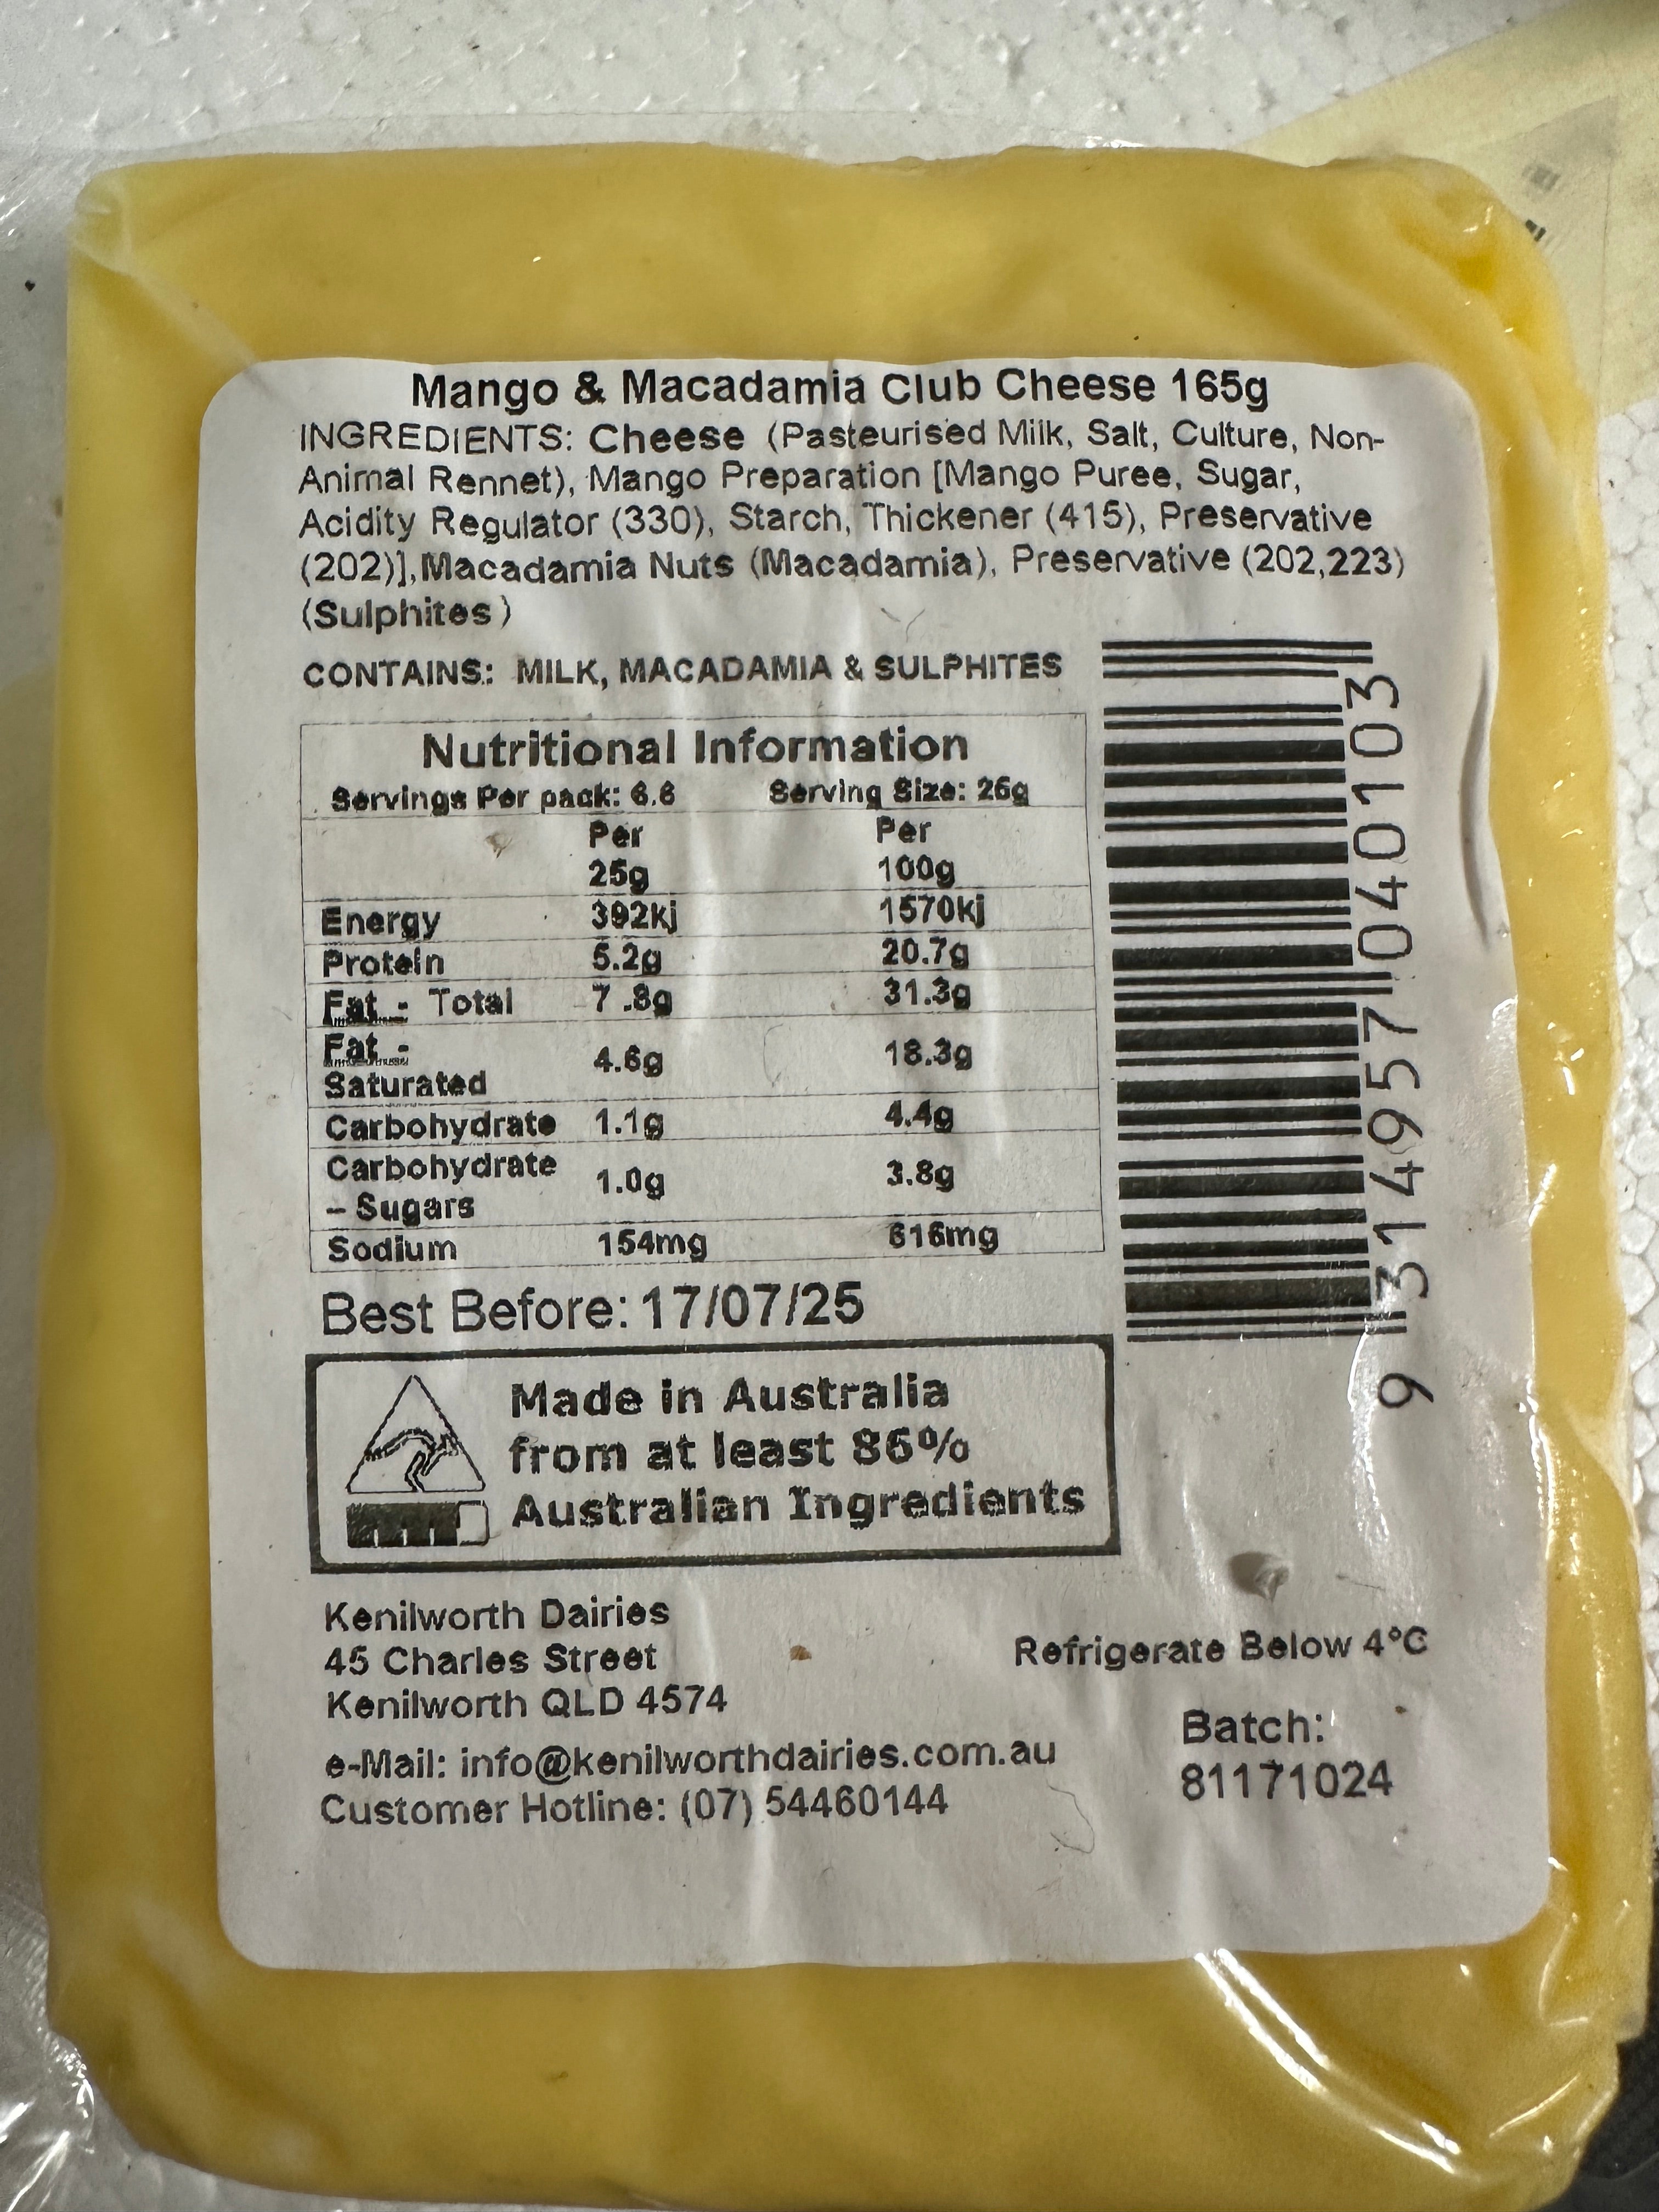 Mango & Macadamia Club Cheese 165g
INGREDIENTS: Cheese (Pasteurised Milk, Salt, Culture, Non-
Animal Rennet), Mango Preparation [Mango Puree, Sugar,
Acidity Regulator (330), Starch, Thickener (415), Preservative
(202)],Macadamia Nuts (Macadamia), Preservative (202,223)
(Sulphites)
CONTAINS: MILK, MACADAMIA & SULPHITES
Nutritional Information
Servings Per pack: 6.6 Serving Size: 25g
Per Per
25g 100g
Energy 392kj 1570kj
Protein 5.2g 20.7g
Fat - Total 7.8g 31.3g
Fat -
Saturated 4.6g 18.3g
Carbohydrate 1.1g 4.4g
Carbohydrate
– Sugars 1.0g 3.8g
Sodium 154mg 616mg
Best Before: 17/07/25
9 314957 040103
Made in Australia
from at least 86%
Australian Ingredients
Kenilworth Dairies
45 Charles Street
Kenilworth QLD 4574
Refrigerate Below 4°C
e-Mail: info@kenilworthdairies.com.au
Customer Hotline: (07) 54460144
Batch:
81171024